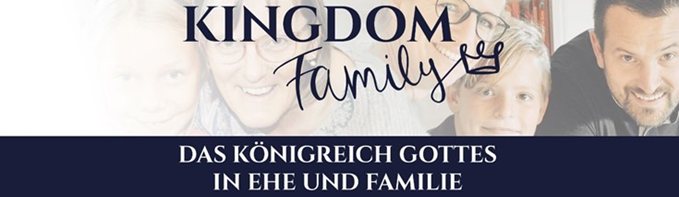 KINGDOM
Family
DAS KÖNIGREICH GOTTES
IN EHE UND FAMILIE